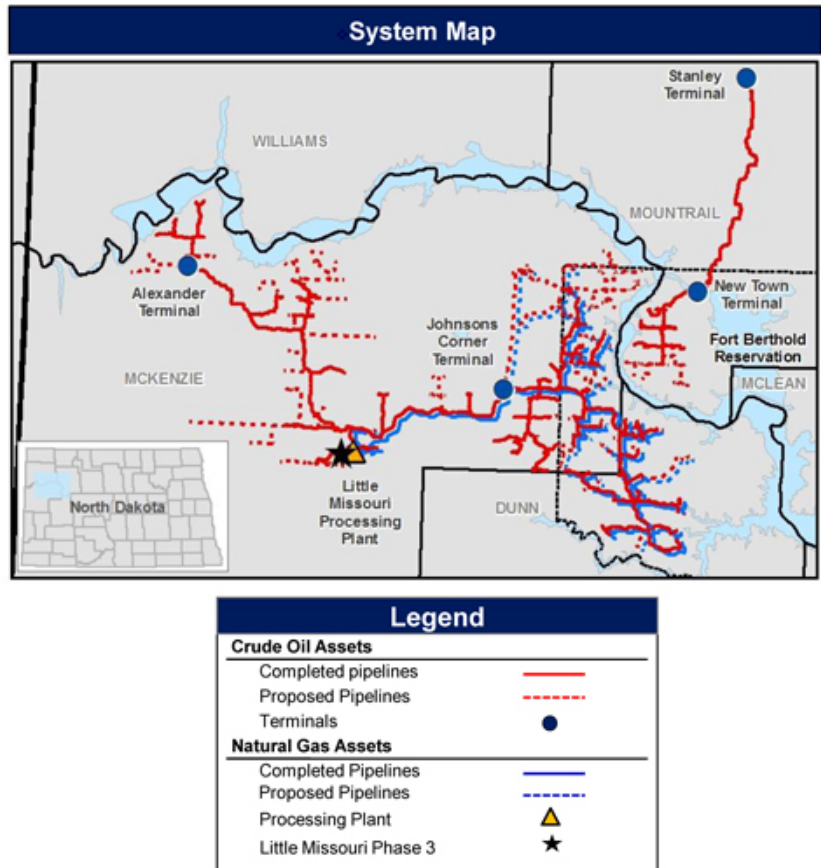 System Map
Stanley
Terminal
WILLIAMS
MOUNTRAIL
Alexander
Terminal
New Town
Terminal
Johnsons
Corner
Terminal
Fort Berthold
Reservation
MCKENZIE
MCLEAN
Little
Missouri
Processing
Plant
North Dakota
DUNN
Legend
Crude Oil Assets
Completed pipelines
Proposed Pipelines
Terminals
Natural Gas Assets
Completed Pipelines
Proposed Pipelines
Processing Plant
Little Missouri Phase 3